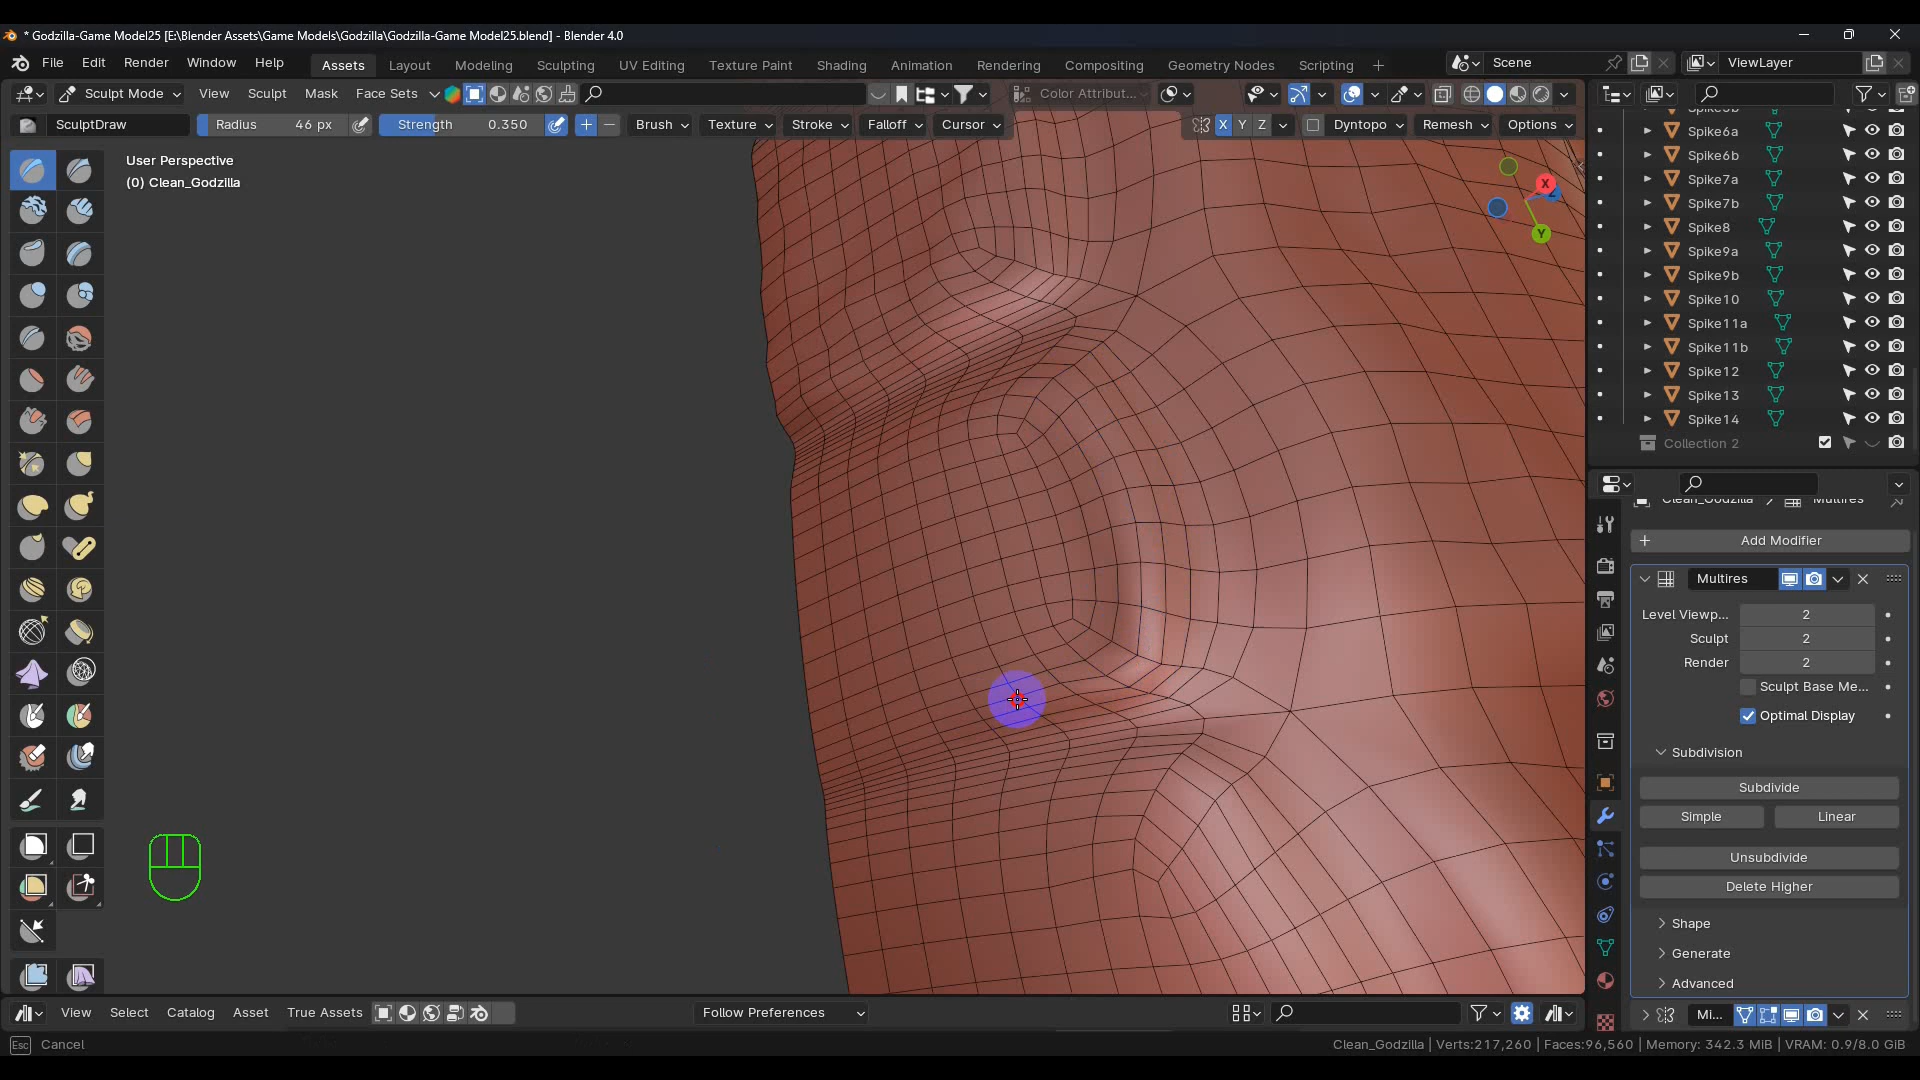 * Godzilla-Game Model25 [E:\Blender Assets\Game Models\Godzilla\Godzilla-Game Model25.blend] - Blender 4.0
File Edit Render Window Help Assets Layout Modeling Sculpting UV Editing Texture Paint Shading Animation Rendering Compositing Geometry Nodes Scripting + Scene ViewLayer
Sculpt Mode View Sculpt Mask Face Sets Color Attribut...
SculptDraw Radius 46 px Strength 0.350 + − Brush Texture Stroke Falloff Cursor X Y Z Dyntopo Remesh Options
User Perspective
(0) Clean_Godzilla
X
Y
Spike6a
Spike6b
Spike7a
Spike7b
Spike8
Spike9a
Spike9b
Spike10
Spike11a
Spike11b
Spike12
Spike13
Spike14
Collection 2
Clean_Godzilla Multires
+ Add Modifier
Multires
Level Viewp... 2
Sculpt 2
Render 2
Sculpt Base Me...
Optimal Display
Subdivision
Subdivide
Simple Linear
Unsubdivide
Delete Higher
Shape
Generate
Advanced
Mi...
View Select Catalog Asset True Assets Follow Preferences
Esc Cancel Clean_Godzilla | Verts:217,260 | Faces:96,560 | Memory: 342.3 MiB | VRAM: 0.9/8.0 GiB